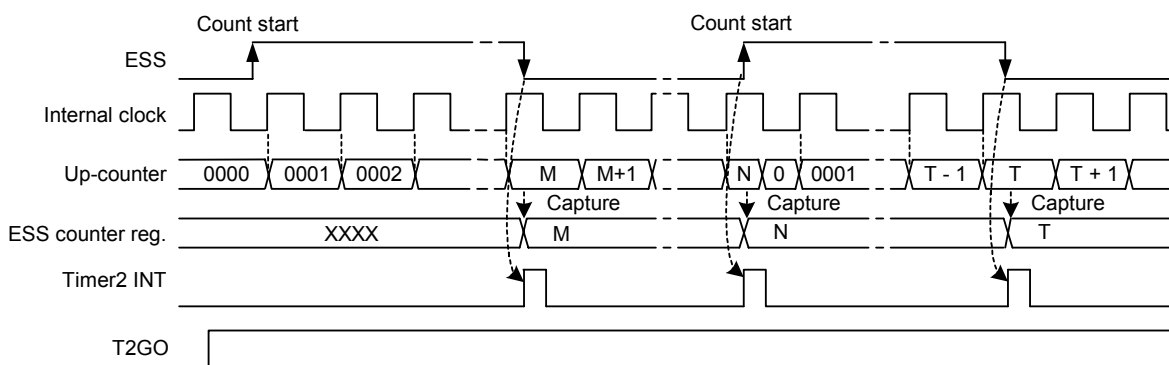 Count start Count start
ESS
Internal clock
Up-counter 0000 0001 0002 M M+1 N 0 0001 T - 1 T T + 1
Capture Capture Capture
ESS counter reg. XXXX M N T
Timer2 INT
T2GO